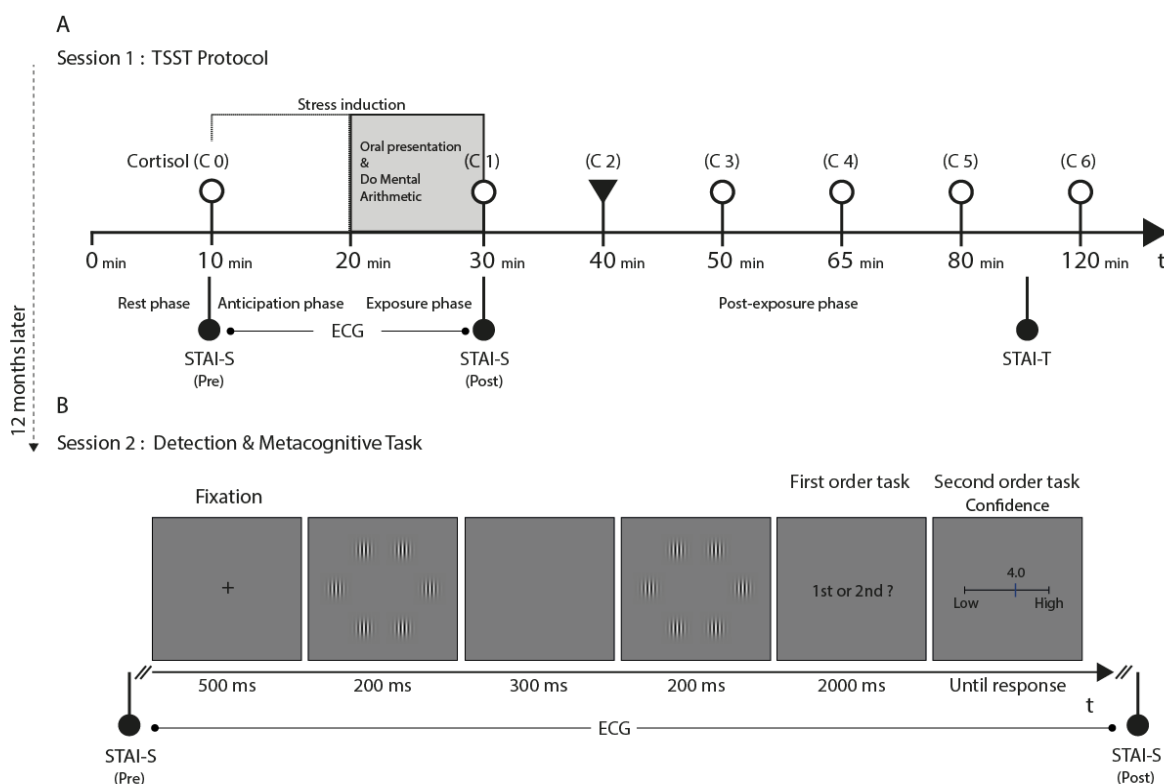 A
Session 1 : TSST Protocol
Stress induction
Oral presentation
&
Do Mental
Arithmetic
Cortisol (C 0)
(C 1)
(C 2)
(C 3)
(C 4)
(C 5)
(C 6)
0 min
10 min
20 min
30 min
40 min
50 min
65 min
80 min
120 min
t
Rest phase
Anticipation phase
Exposure phase
Post-exposure phase
ECG
STAI-S
(Pre)
STAI-S
(Post)
STAI-T
12 months later
B
Session 2 : Detection & Metacognitive Task
Fixation
First order task
Second order task
Confidence
+
1st or 2nd ?
4.0
Low
High
500 ms
200 ms
300 ms
200 ms
2000 ms
Until response
t
ECG
STAI-S
(Pre)
STAI-S
(Post)